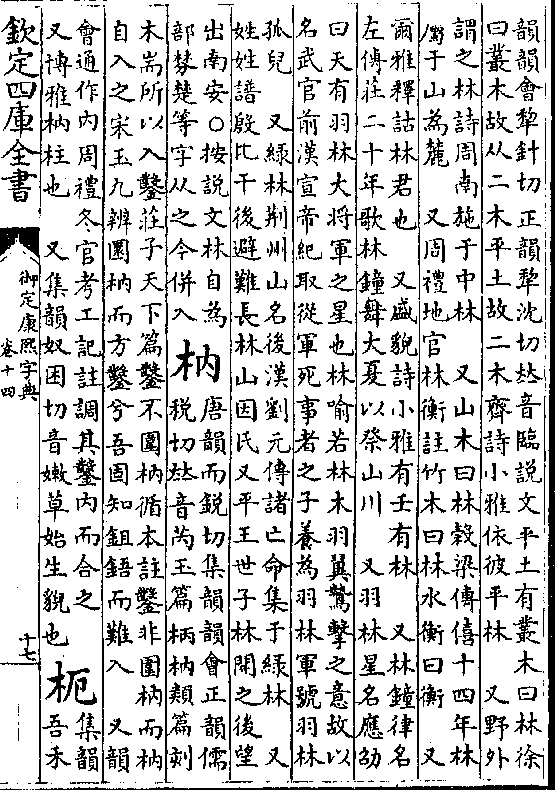 韻韻會犂針切正韻犂沈切𠀤音臨說文平土有叢木曰林徐
曰叢木故从二木平土故二木齊詩小雅依彼平林　又野外
謂之林詩周南施于中林　又山木曰林穀梁傳僖十四年林
屬于山為麓　又周禮地官林衡註竹木曰林水衡曰衡　又
爾雅釋詁林君也　又盛貌詩小雅有壬有林　又林鐘律名
左傳莊二十年歌林鐘舞大夏以祭山川　又羽林星名應劭
曰天有羽林大將軍之星也林喻若林木羽翼鷙擊之意故以
名武官前漢宣帝紀取從軍死事者之子養為羽林軍號羽林
孤兒　又綠林荆州山名後漢劉元傳諸亡命集于綠林　又
姓姓譜殷比干後避難長林山因氏又平王世子林開之後望
出南安○按說文林自為
部棼楚等字从之今併入
枘
唐韻而銳切集韻韻會正韻儒
稅切𠀤音芮玉篇柄枘類篇刻
木耑所以入鑿莊子天下篇鑿不圍枘循本註鑿非圍枘而枘
自入之宋玉九辨圜枘而方鑿兮吾固知鉏鋙而難入　又韻
會通作內周禮冬官考工記註調其鑿內而合之
又博雅枘柱也　又集韻奴困切音嫩草始生貌也
枙
集韻
吾禾
欽定四庫全書
御定康熙字典
卷十四
十七